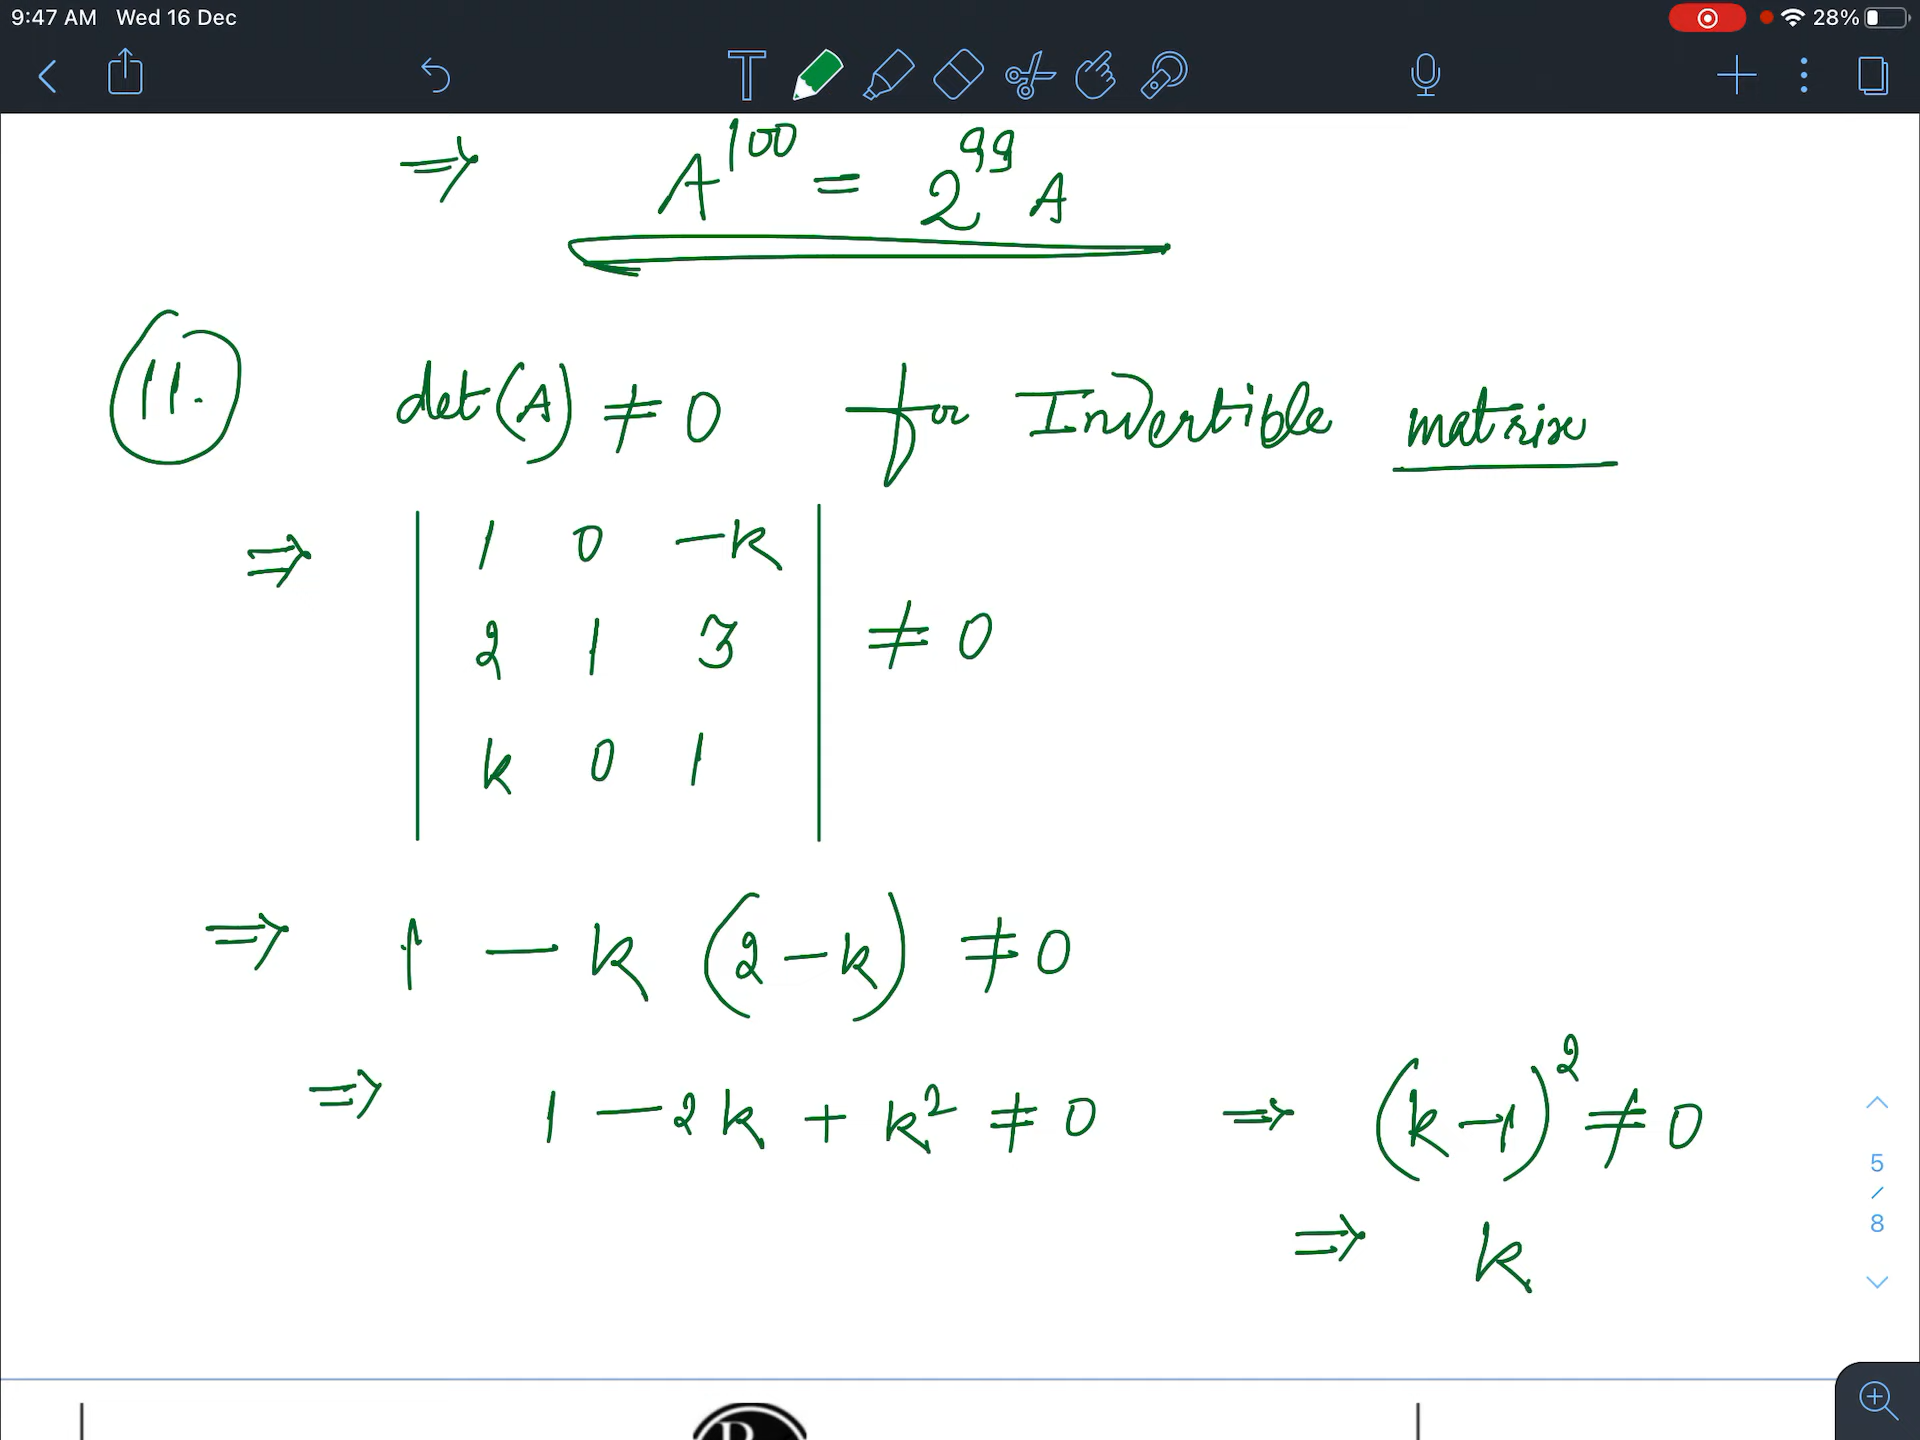 9:47 AM Wed 16 Dec
28%
T
⇒ A^100 = 2^99 A
11. det(A) ≠ 0 for Invertible matrix
⇒ | 1 0 -k |
| 2 1 3 | ≠ 0
| k 0 1 |
⇒ 1 - k (2 - k) ≠ 0
⇒ 1 - 2k + k² ≠ 0 ⇒ (k-1)² ≠ 0
⇒ k
5
/
8